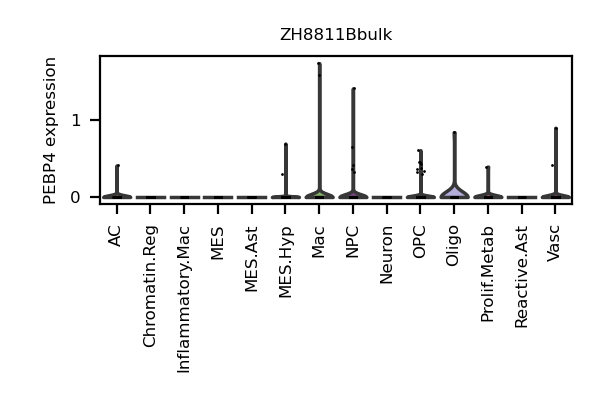 ZH8811Bbulk
PEBP4 expression
1
0
AC
Chromatin.Reg
Inflammatory.Mac
MES
MES.Ast
MES.Hyp
Mac
NPC
Neuron
OPC
Oligo
Prolif.Metab
Reactive.Ast
Vasc